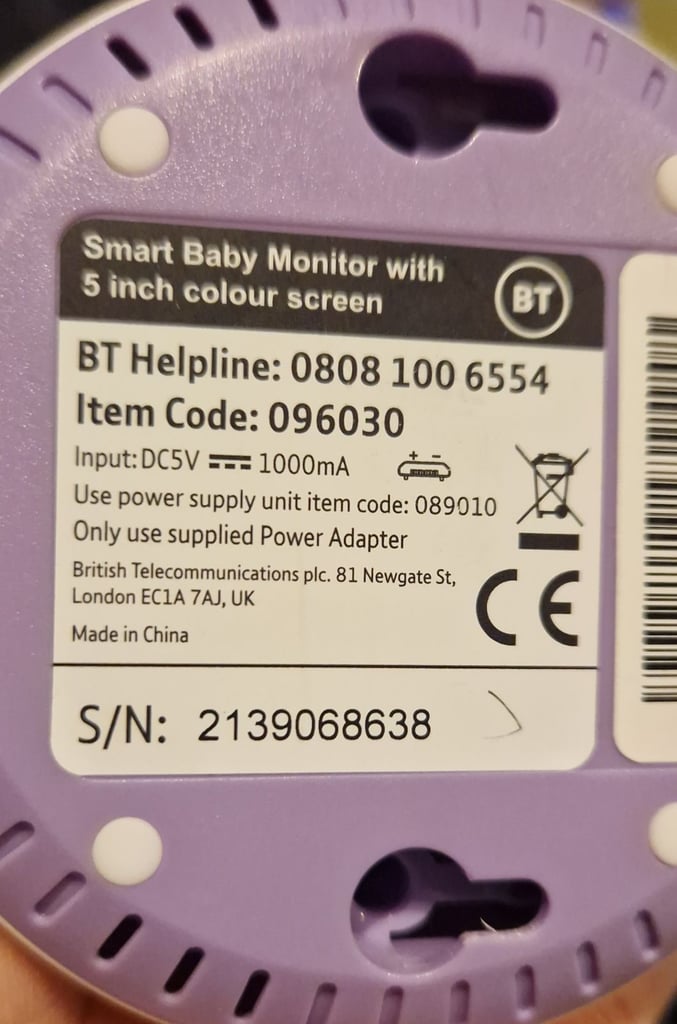 Smart Baby Monitor with
5 inch colour screen
BT
BT Helpline: 0808 100 6554
Item Code: 096030
Input: DC5V ⎓ 1000mA
+ -
Use power supply unit item code: 089010
Only use supplied Power Adapter
British Telecommunications plc. 81 Newgate St,
London EC1A 7AJ, UK
CE
Made in China
S/N: 2139068638